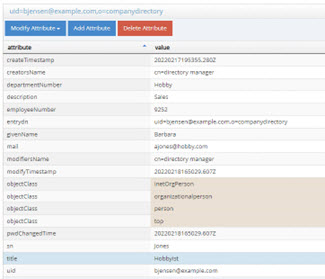 uid=bjensen@example.com,o=companydirectory
Modify Attribute Add Attribute Delete Attribute
attribute value
createTimestamp 20220217195355.280Z
creatorsName cn=directory manager
departmentNumber Hobby
description Sales
employeeNumber 9252
entrydn uid=bjensen@example.com,o=companydirectory
givenName Barbara
mail ajones@hobby.com
modifiersName cn=directory manager
modifyTimestamp 20220218165029.607Z
objectClass inetOrgPerson
objectClass organizationalperson
objectClass person
objectClass top
pwdChangedTime 20220218165029.607Z
sn Jones
title Hobbyist
uid bjensen@example.com